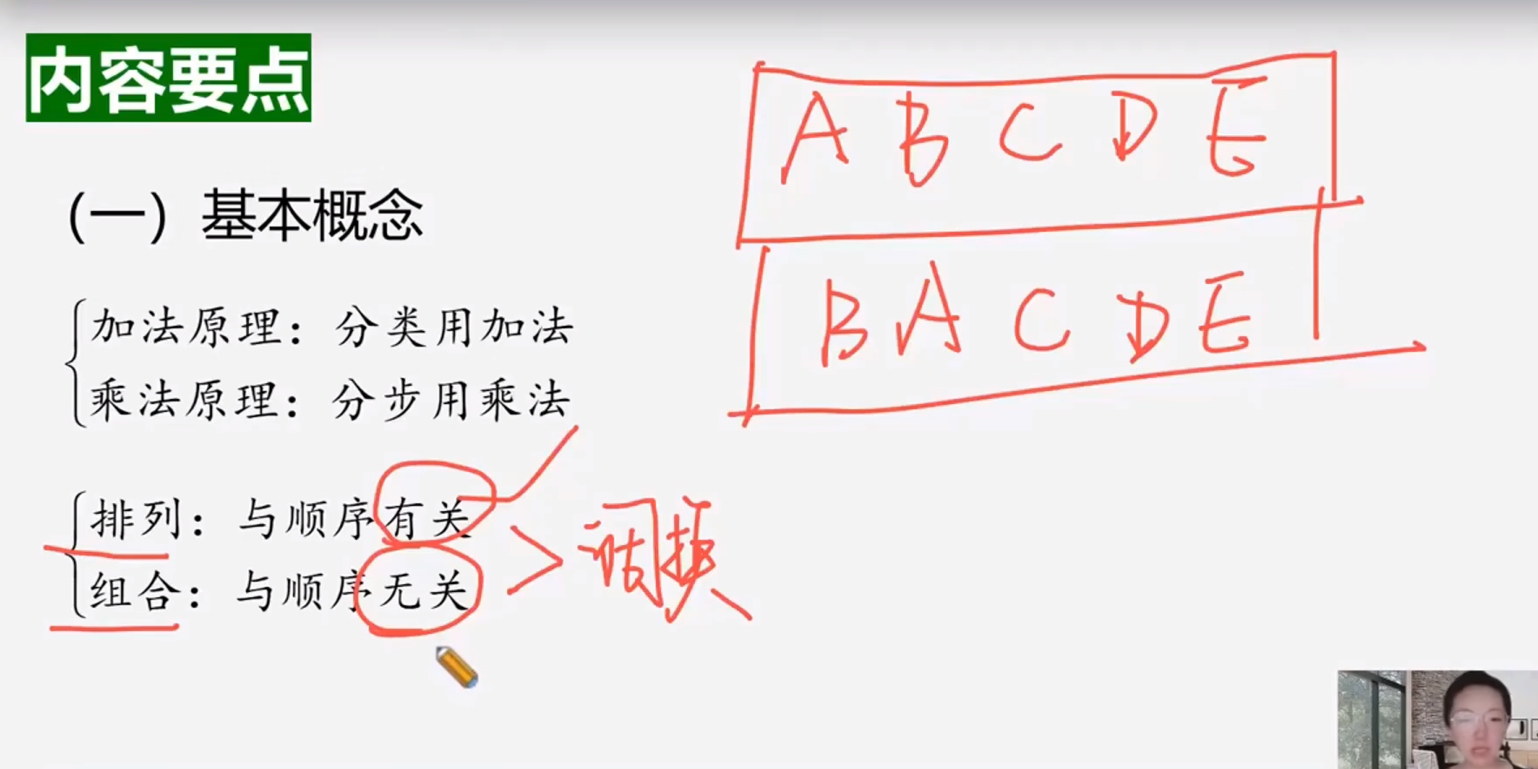 内容要点
(一)基本概念
加法原理：分类用加法
乘法原理：分步用乘法
排列：与顺序有关
组合：与顺序无关
调换
A B C D E
B A C D E